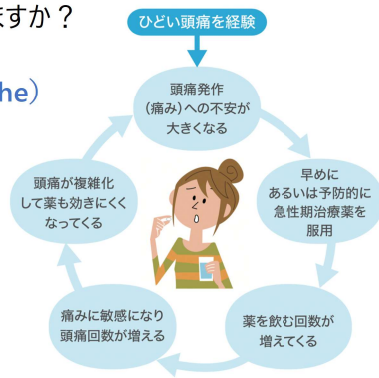 ますか？
he）
ひどい頭痛を経験
頭痛発作
（痛み）への不安が
大きくなる
早めに
あるいは予防的に
急性期治療薬を
服用
薬を飲む回数が
増えてくる
痛みに敏感になり
頭痛回数が増える
頭痛が複雑化
して薬も効きにくく
なってくる